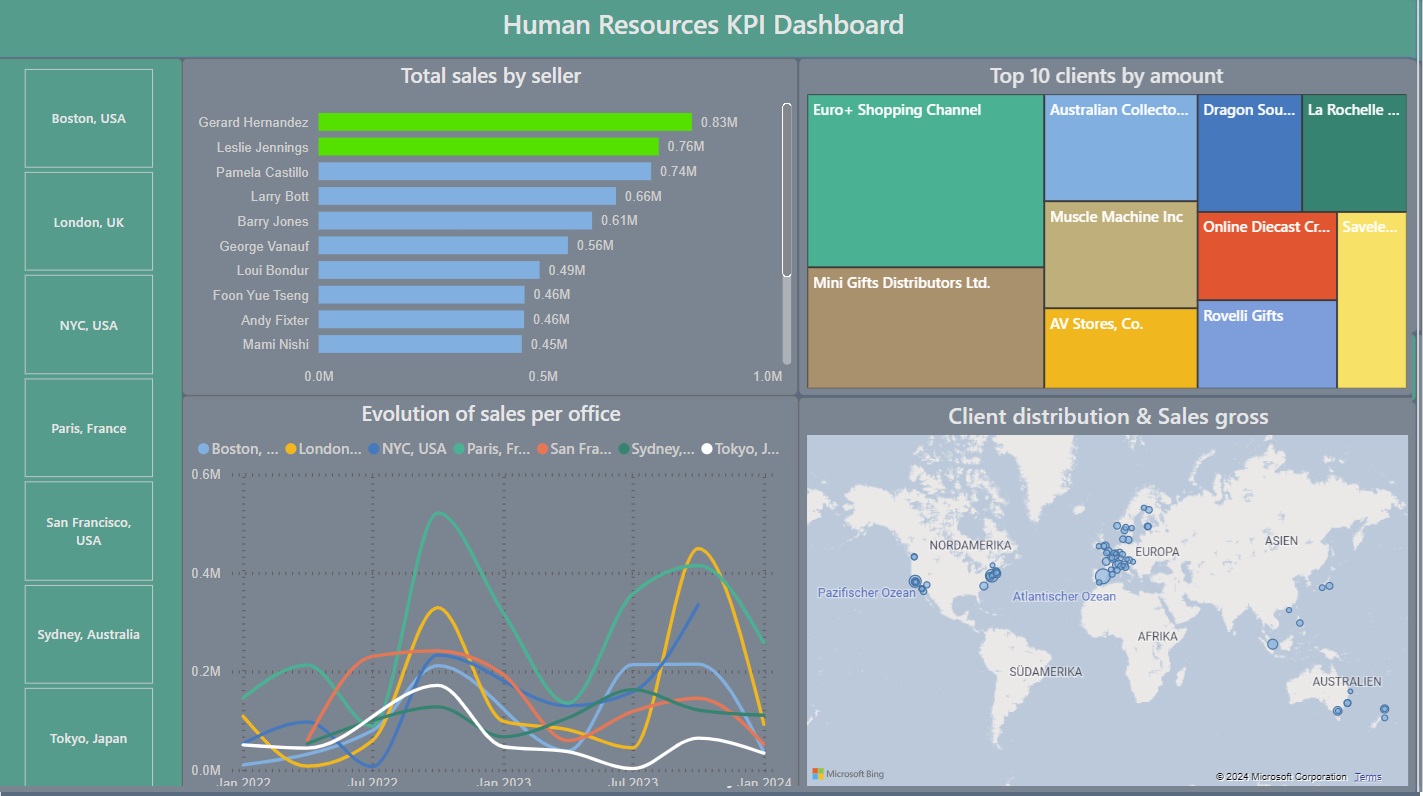 Human Resources KPI Dashboard
Boston, USA
London, UK
NYC, USA
Paris, France
San Francisco,
USA
Sydney, Australia
Tokyo, Japan
Total sales by seller
Gerard Hernandez 0.83M
Leslie Jennings 0.76M
Pamela Castillo 0.74M
Larry Bott 0.66M
Barry Jones 0.61M
George Vanauf 0.56M
Loui Bondur 0.49M
Foon Yue Tseng 0.46M
Andy Fixter 0.46M
Mami Nishi 0.45M
0.0M 0.5M 1.0M
Top 10 clients by amount
Euro+ Shopping Channel
Mini Gifts Distributors Ltd.
Australian Collecto...
Muscle Machine Inc
AV Stores, Co.
Dragon Sou...
La Rochelle ...
Online Diecast Cr...
Rovelli Gifts
Savele...
Evolution of sales per office
Boston, ... London... NYC, USA Paris, Fr... San Fra... Sydney,... Tokyo, J...
0.6M
0.4M
0.2M
0.0M
Jan 2022 Jul 2022 Jan 2023 Jul 2023 Jan 2024
Client distribution & Sales gross
NORDAMERIKA
EUROPA
ASIEN
Pazifischer Ozean
Atlantischer Ozean
AFRIKA
SÜDAMERIKA
AUSTRALIEN
Microsoft Bing
© 2024 Microsoft Corporation Terms